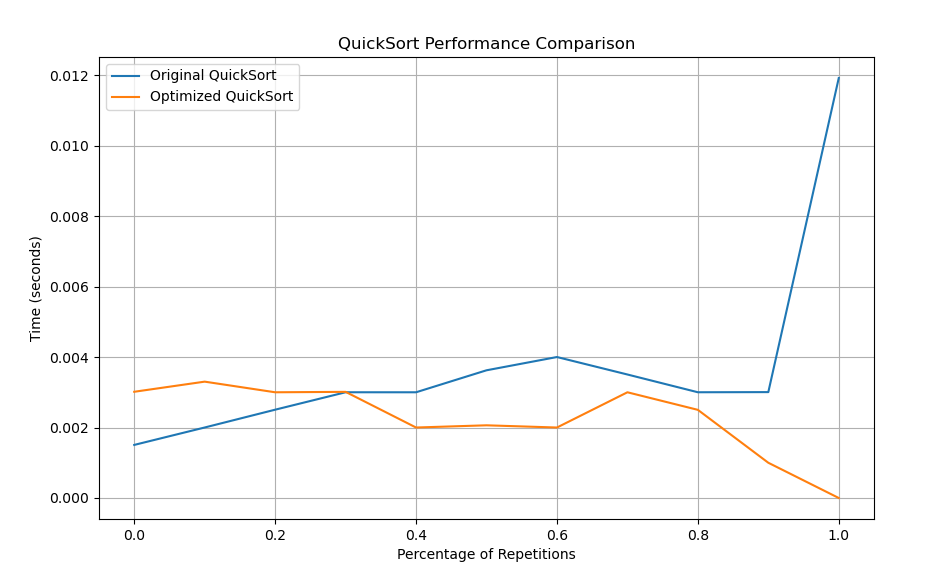 QuickSort Performance Comparison
Original QuickSort
Optimized QuickSort
Time (seconds)
0.012
0.010
0.008
0.006
0.004
0.002
0.000
0.0 0.2 0.4 0.6 0.8 1.0
Percentage of Repetitions